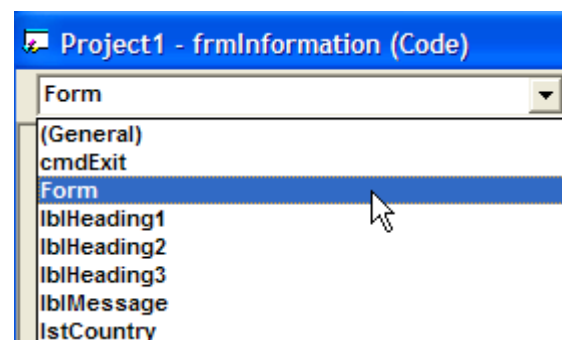 Project1 - frmInformation (Code)
Form
(General)
cmdExit
Form
lblHeading1
lblHeading2
lblHeading3
lblMessage
lstCountry